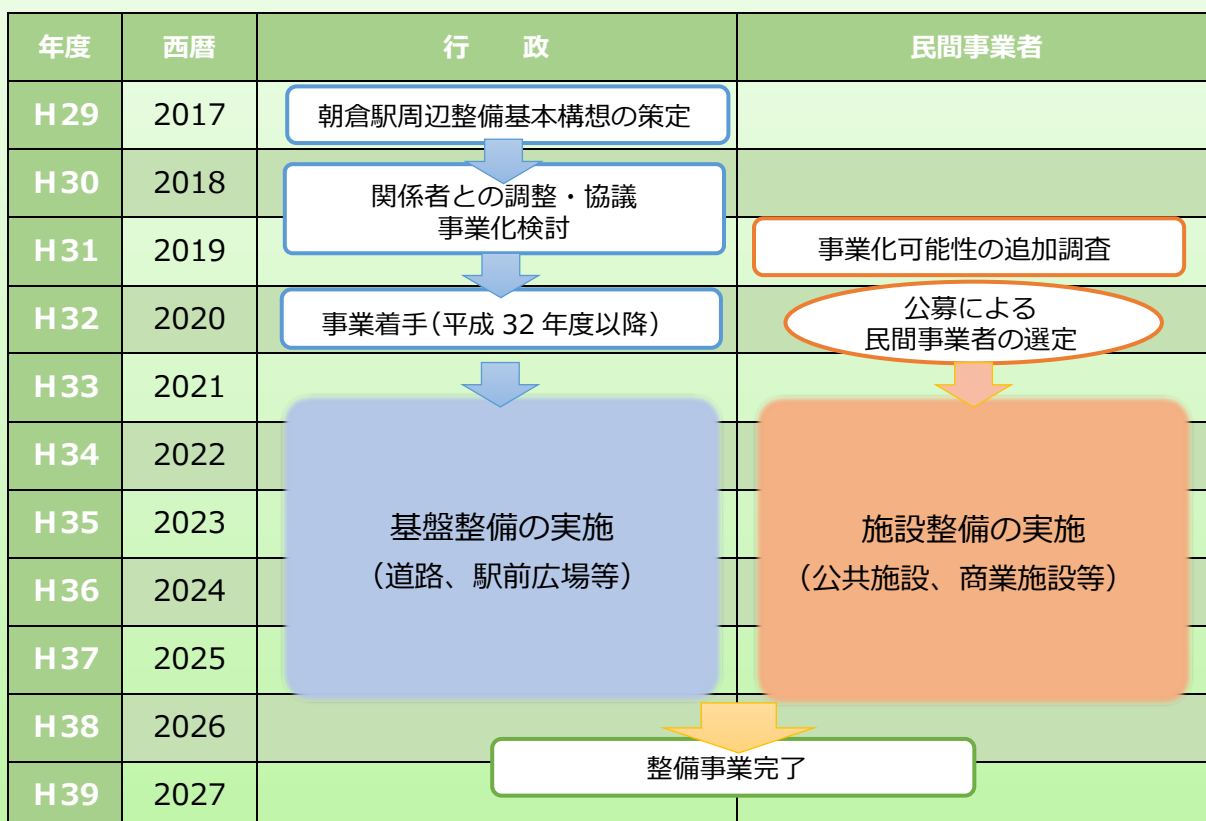 年度 西暦 行 政 民間事業者
H29 2017 朝倉駅周辺整備基本構想の策定
H30 2018 関係者との調整・協議
事業化検討
H31 2019 事業化可能性の追加調査
H32 2020 事業着手(平成 32 年度以降) 公募による
民間事業者の選定
H33 2021
H34 2022
H35 2023 基盤整備の実施 施設整備の実施
(道路、駅前広場等) (公共施設、商業施設等)
H36 2024
H37 2025
H38 2026
整備事業完了
H39 2027